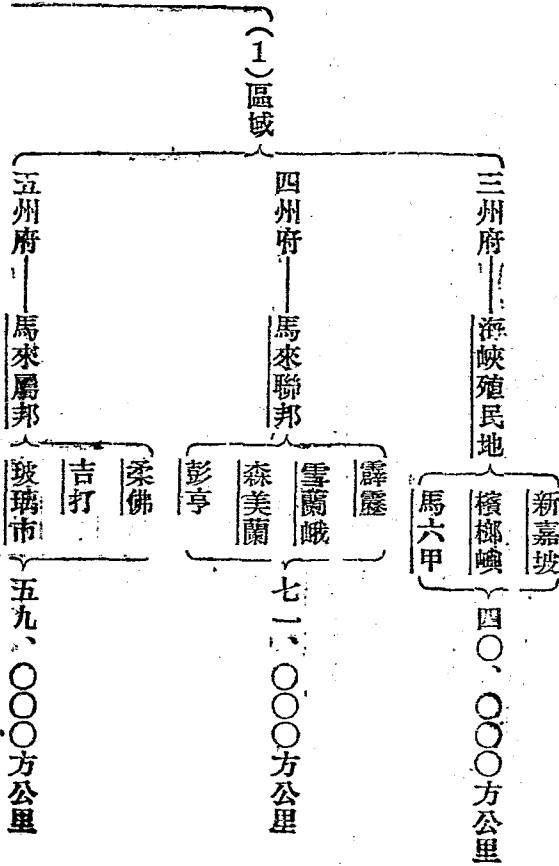 (1)區域
三州府——海峽殖民地
新嘉坡
檳榔嶼
馬六甲
四〇、〇〇〇方公里
四州府——馬來聯邦
霹靂
雪蘭峨
森美蘭
彭亨
七一、〇〇〇方公里
五州府——馬來屬邦
柔佛
吉打
玻璃市
五九、〇〇〇方公里